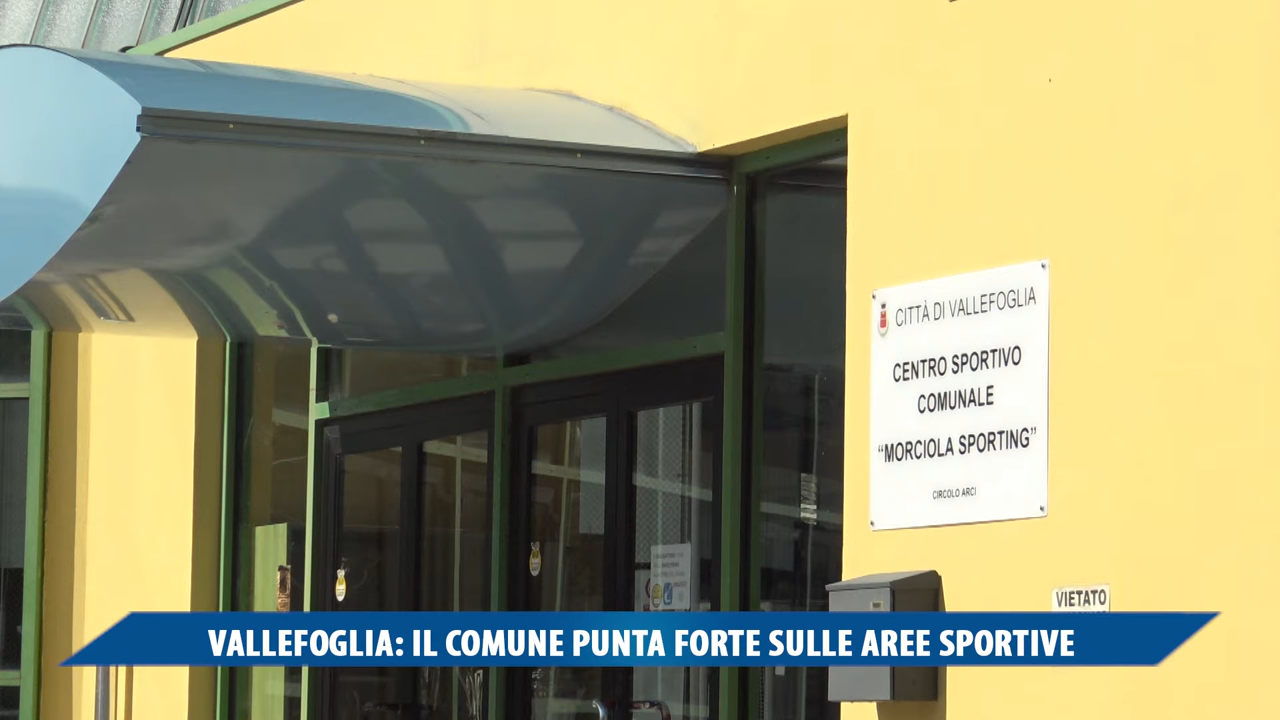 CITTÀ DI VALLEFOGLIA
CENTRO SPORTIVO
COMUNALE
“MORCIOLA SPORTING”
CIRCOLO ARCI
VIETATO
VALLEFOGLIA: IL COMUNE PUNTA FORTE SULLE AREE SPORTIVE